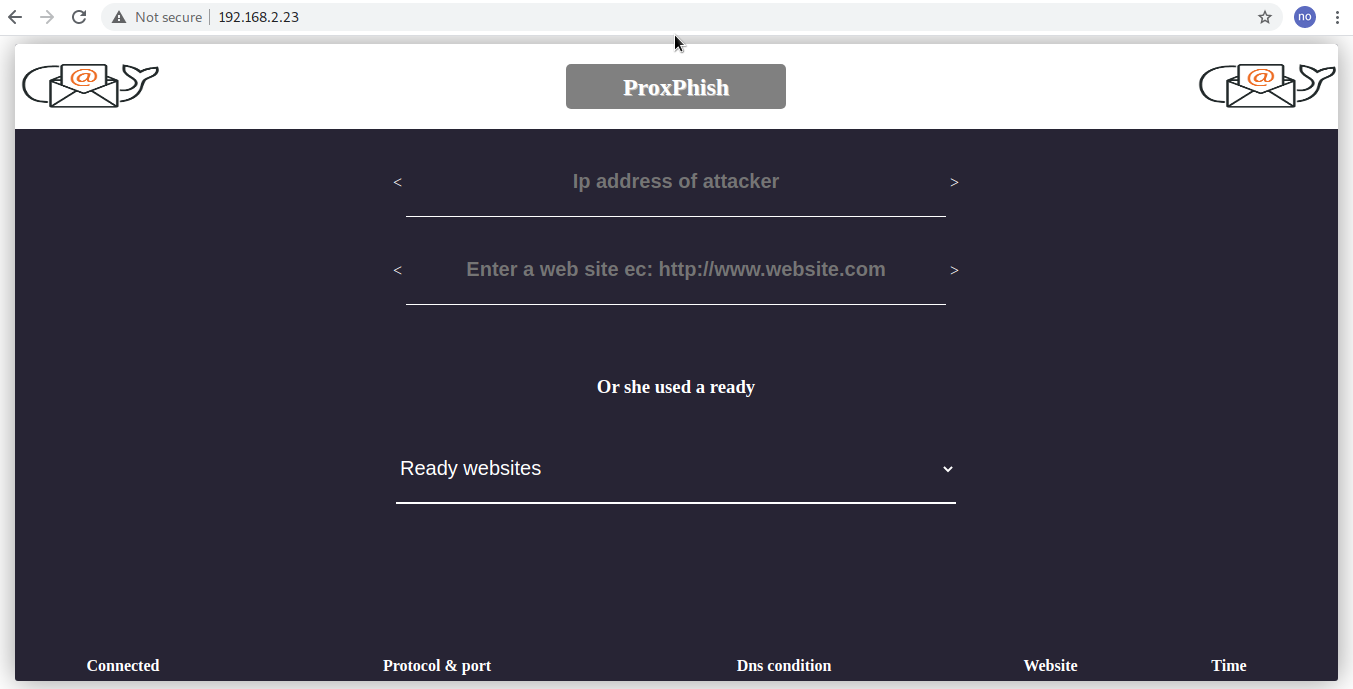 Not secure | 192.168.2.23
no
@
ProxPhish
@
< Ip address of attacker >
< Enter a web site ec: http://www.website.com >
Or she used a ready
Ready websites
Connected Protocol & port Dns condition Website Time